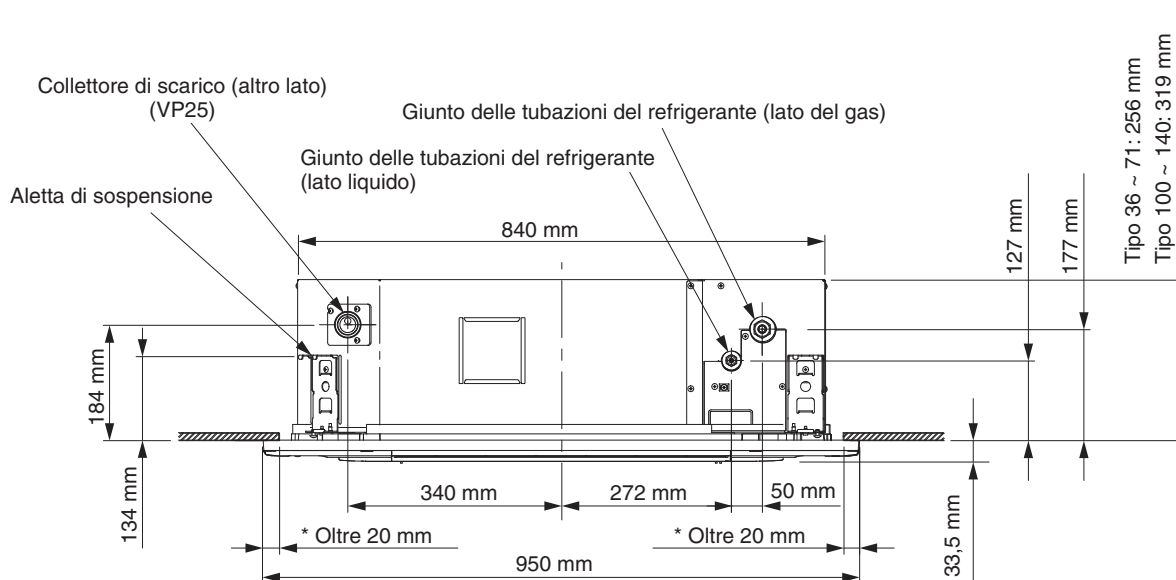 Collettore di scarico (altro lato)
(VP25)
Giunto delle tubazioni del refrigerante (lato del gas)
Giunto delle tubazioni del refrigerante
(lato liquido)
Aletta di sospensione
840 mm
127 mm
177 mm
Tipo 36 ~ 71: 256 mm
Tipo 100 ~ 140: 319 mm
184 mm
134 mm
340 mm
272 mm
50 mm
33,5 mm
* Oltre 20 mm
* Oltre 20 mm
950 mm